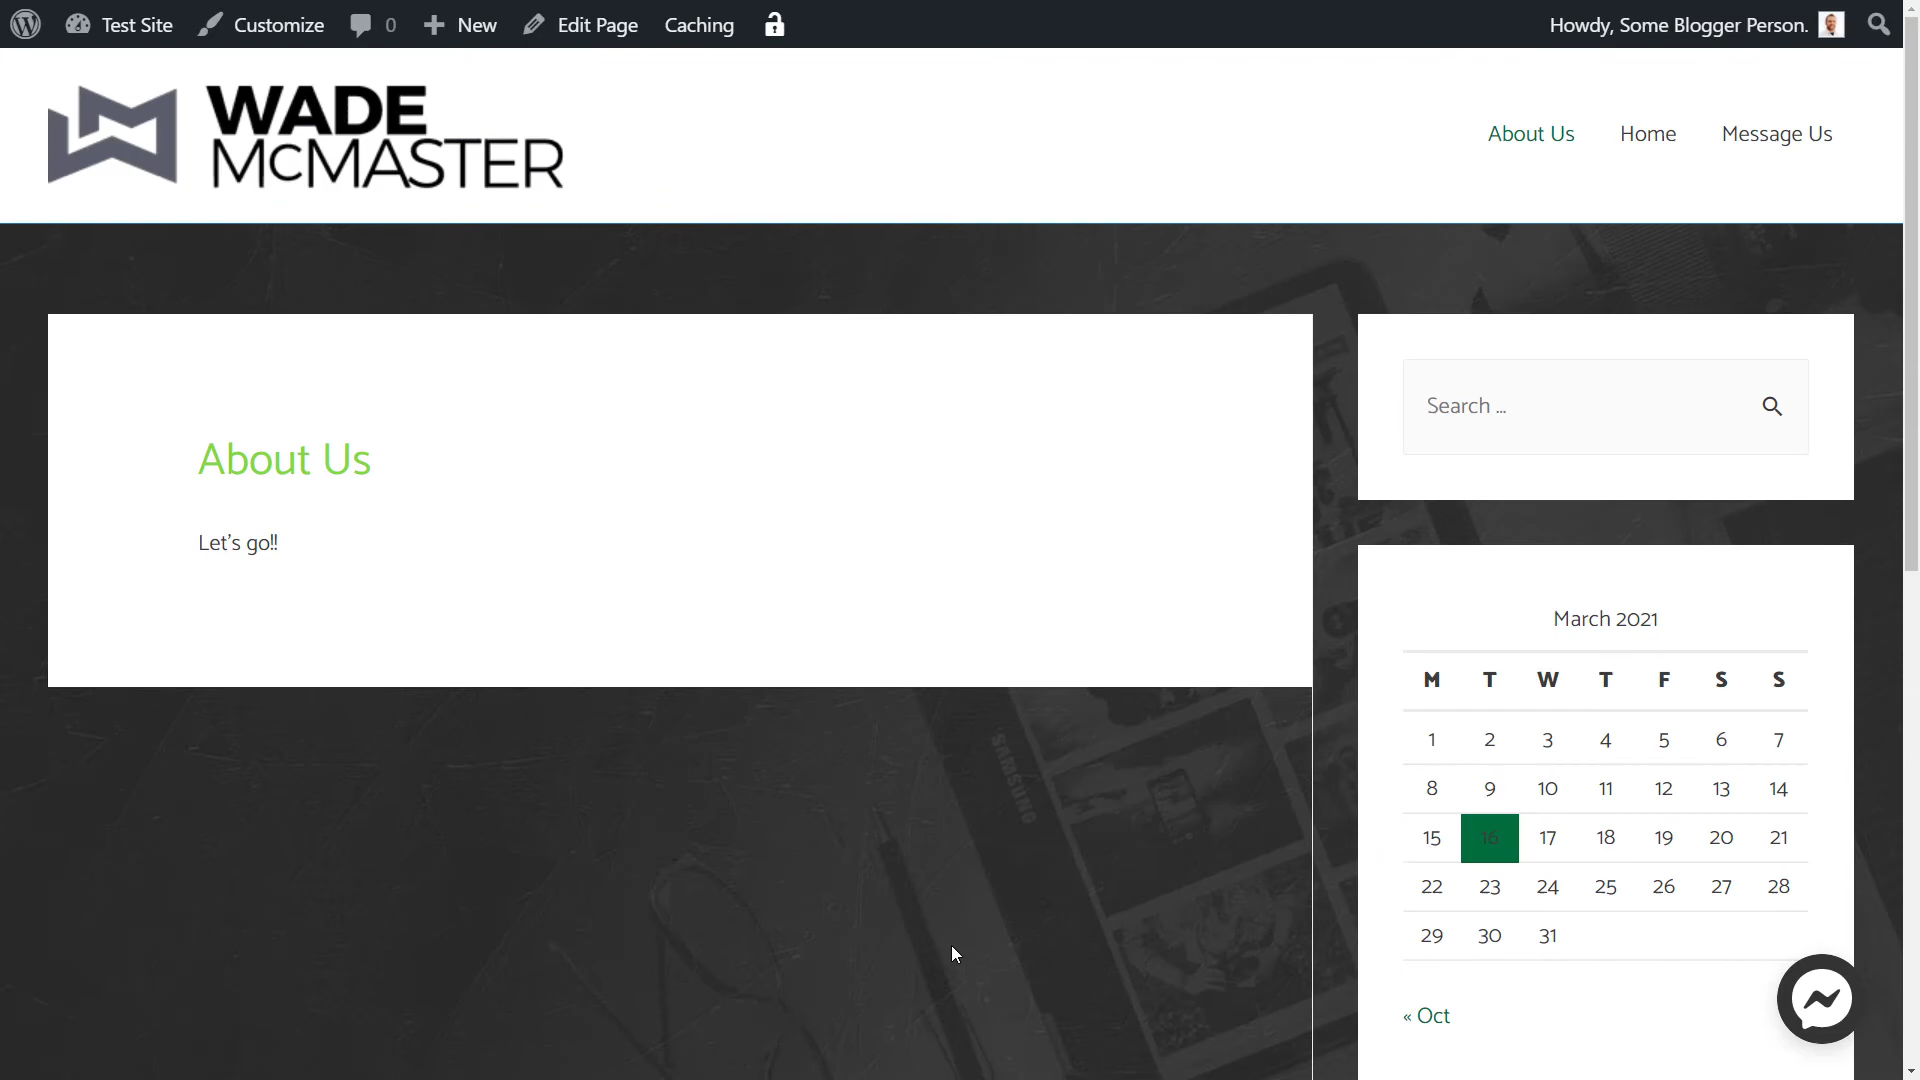 Test Site Customize 0 New Edit Page Caching Howdy, Some Blogger Person.
WADE
McMASTER
About Us Home Message Us
Search ...
About Us
Let’s go!!
March 2021
M T W T F S S
1 2 3 4 5 6 7
8 9 10 11 12 13 14
15 16 17 18 19 20 21
22 23 24 25 26 27 28
29 30 31
« Oct
SAMSUNG